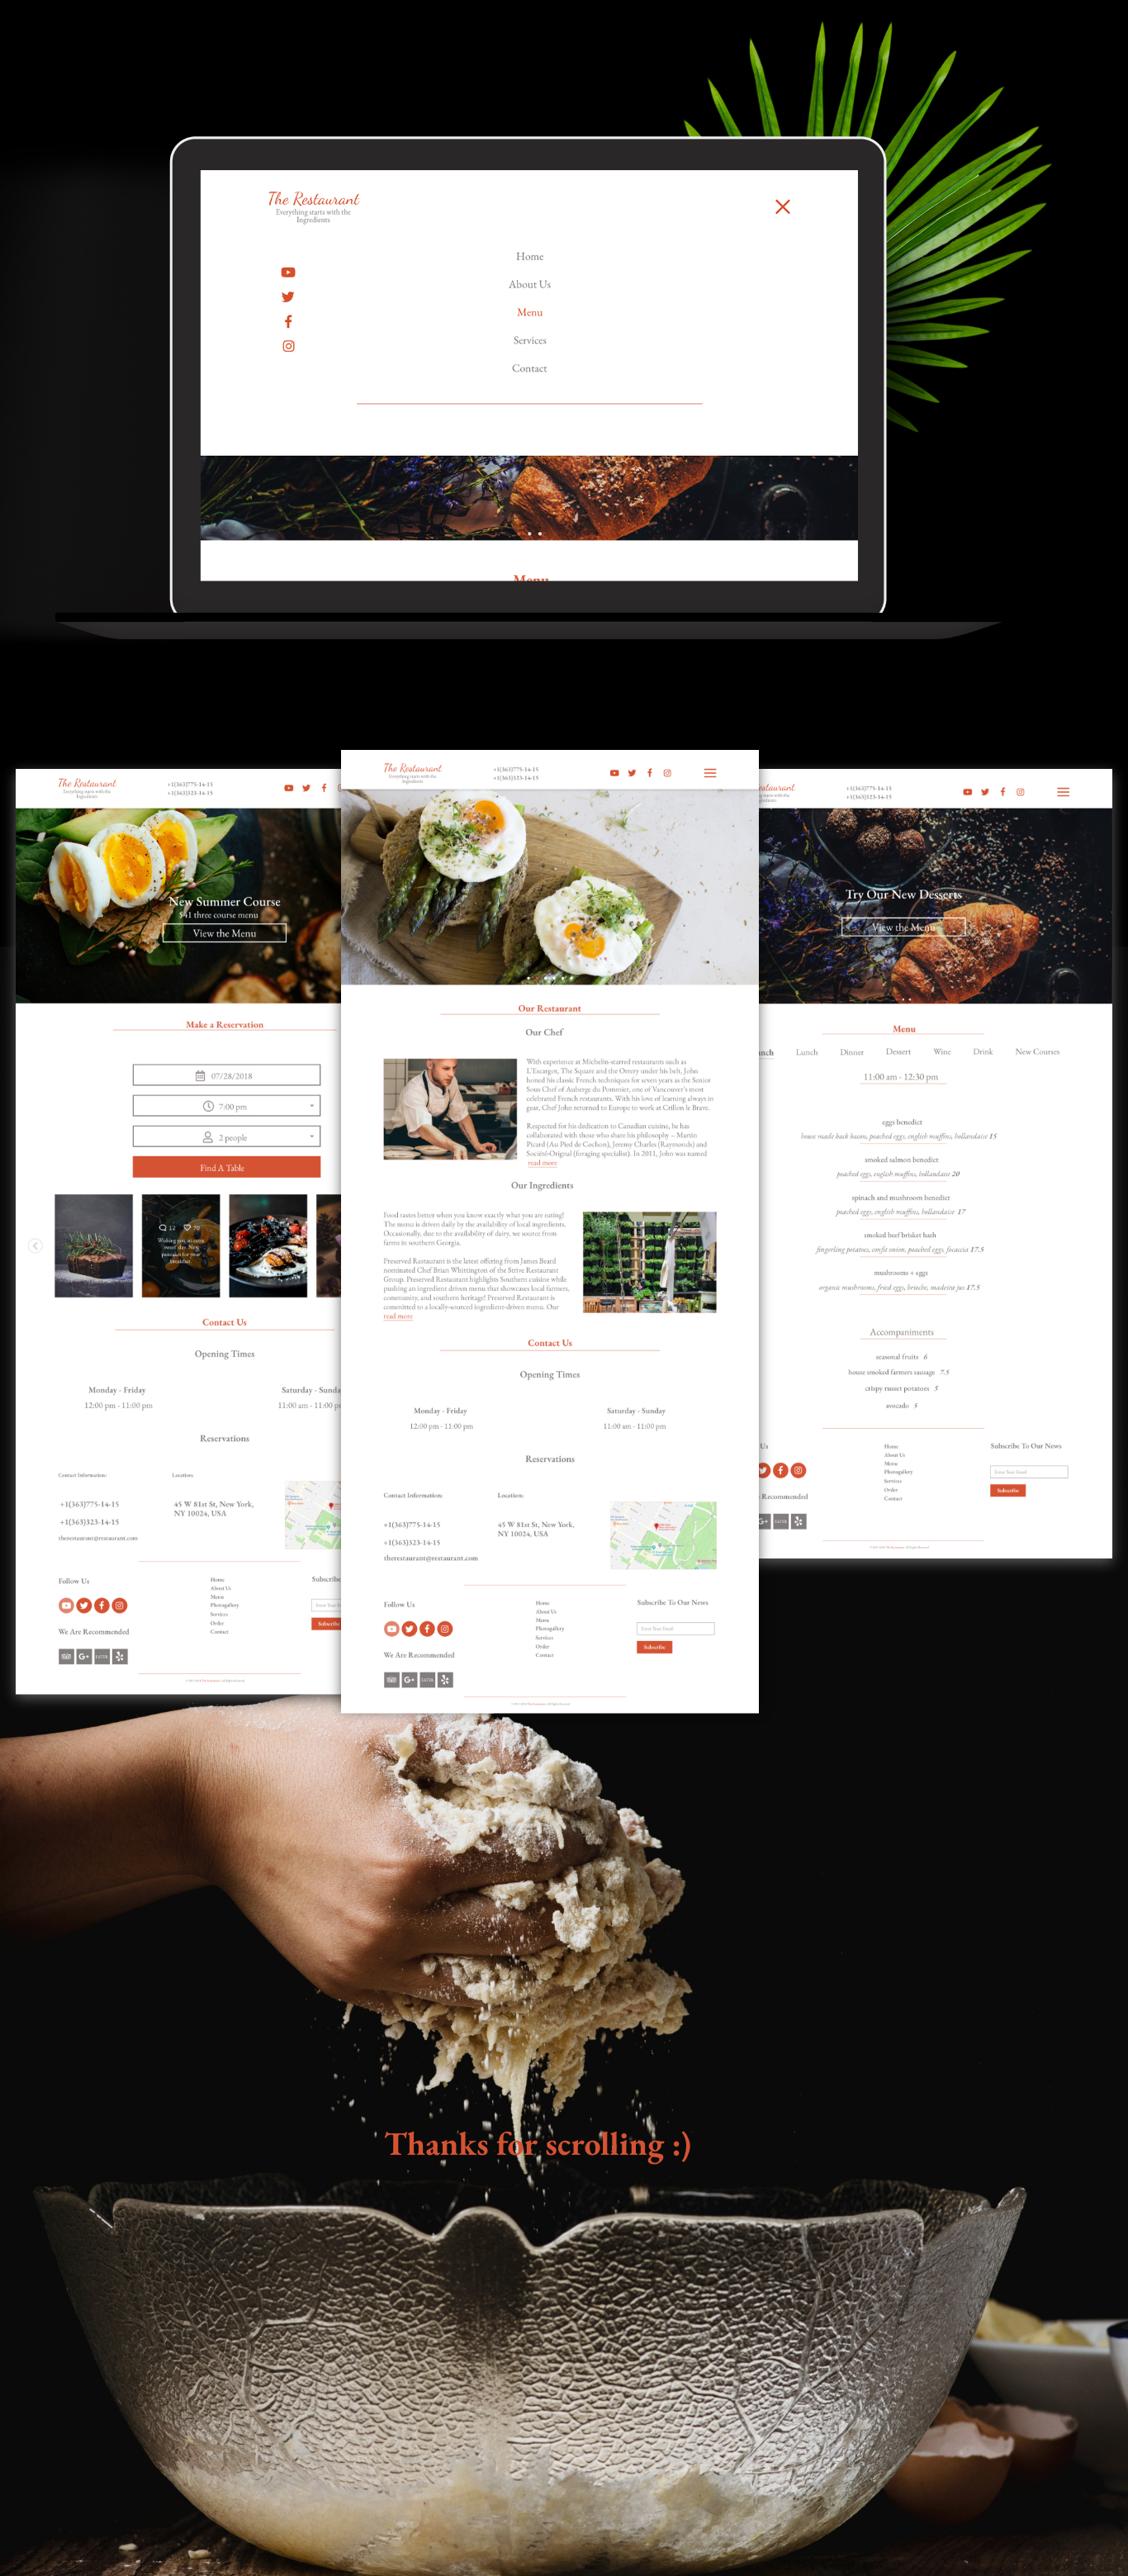 The Restaurant
Everything starts with the
Ingredients
Home
About Us
Menu
Services
Contact
Menu
The Restaurant
Everything starts with the
Ingredients
+1(363)775-14-15
+1(363)323-14-15
New Summer Course
$41 three course menu
View the Menu
Make a Reservation
07/28/2018
7:00 pm
2 people
Find A Table
12 70
Contact Us
Opening Times
Monday - Friday
Saturday - Sunda
12:00 pm - 11:00 pm
11:00 am - 11:00 p
Reservations
Contact Information:
Location:
+1(363)775-14-15
+1(363)323-14-15
therestaurant@restaurant.com
45 W 81st St, New York,
NY 10024, USA
Follow Us
We Are Recommended
Home
About Us
Menu
Photogallery
Services
Order
Contact
Subscribe
Enter Your E
Subscribe
The Restaurant
Everything starts with the
Ingredients
+1(363)775-14-15
+1(363)323-14-15
Our Restaurant
Our Chef
With experience at Michelin-starred restaurants such as
L'Escargot, The Square and the Orrery under his belt, John
honed his classic French techniques for seven years as the Senior
Sous Chef of Auberge du Pommier, one of Vancouver's most
celebrated French restaurants. With his love of learning always in
gear, Chef John returned to Europe to work at Crillon le Brave.
Respected for his dedication to Canadian cuisine, he has
collaborated with those who share his philosophy – Martin
Picard (Au Pied de Cochon), Jeremy Charles (Raymonds) and
Société-Orignal (foraging specialist). In 2011, John was named
read more
Our Ingredients
Food tastes better when you know exactly what you are eating!
The menu is driven daily by the availability of local ingredients.
Occasionally, due to the availability of dairy, we source from
farms in southern Georgia.
Preserved Restaurant is the latest offering from James Beard
nominated Chef Brian Whittington of the Strive Restaurant
Group. Preserved Restaurant highlights Southern cuisine while
pushing an ingredient driven menu that showcases local farmers,
community, and southern heritage! Preserved Restaurant is
committed to a locally-sourced ingredient-driven menu. Our
read more
Contact Us
Opening Times
Monday - Friday
Saturday - Sunday
12:00 pm - 11:00 pm
11:00 am - 11:00 pm
Reservations
Contact Information:
Location:
+1(363)775-14-15
+1(363)323-14-15
therestaurant@restaurant.com
45 W 81st St, New York,
NY 10024, USA
Follow Us
We Are Recommended
Home
About Us
Menu
Photogallery
Services
Order
Contact
Subscribe To Our News
Enter Your Email
Subscribe
estaurant
+1(363)775-14-15
+1(363)323-14-15
Try Our New Desserts
View the Menu
Menu
unch Lunch Dinner Dessert Wine Drink New Courses
11:00 am - 12:30 pm
eggs benedict
house made back bacon, poached eggs, english muffins, hollandaise 15
smoked salmon benedict
poached eggs, english muffins, hollandaise 20
spinach and mushroom benedict
poached eggs, english muffins, hollandaise 17
smoked beef brisket hash
fingerling potatoes, confit onion, poached eggs, focaccia 17.5
mushrooms + eggs
organic mushrooms, fried eggs, brioche, madeira jus 17.5
Accompaniments
seasonal fruits 6
house smoked farmers sausage 7.5
crispy russet potatoes 5
avocado 5
Us
Recommended
Home
About Us
Menu
Photogallery
Services
Order
Contact
Subscribe To Our News
Enter Your Email
Subscribe
Thanks for scrolling :)